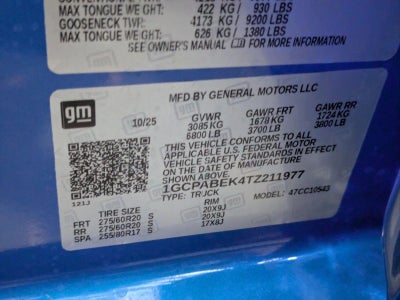 MAX TONGUE WEIGHT: 422 KG / 930 LBS
GOOSENECK TWR: 4173 KG / 9200 LBS
MAX TONGUE WEIGHT: 626 KG / 1380 LBS
SEE OWNER'S MANUAL FOR MORE INFORMATION
gm
MFD BY GENERAL MOTORS LLC
10/25 GVWR GAWR FRT GAWR RR
3085 KG 1678 KG 1724 KG
6800 LB 3700 LB 3800 LB
THIS VEHICLE CONFORMS TO ALL
APPLICABLE U.S. FEDERAL MOTOR
VEHICLE SAFETY STANDARDS IN EFFECT
ON THE DATE OF MANUFACTURE
SHOWN ABOVE.
1GCPABEK4TZ211977
TYPE: TRUCK MODEL: 47CC10543
121J
TIRE SIZE RIM
FRT 275/60R20 S 20X9J
RR 275/60R20 S 20X9J
SPA 255/80R17 S 17X8J